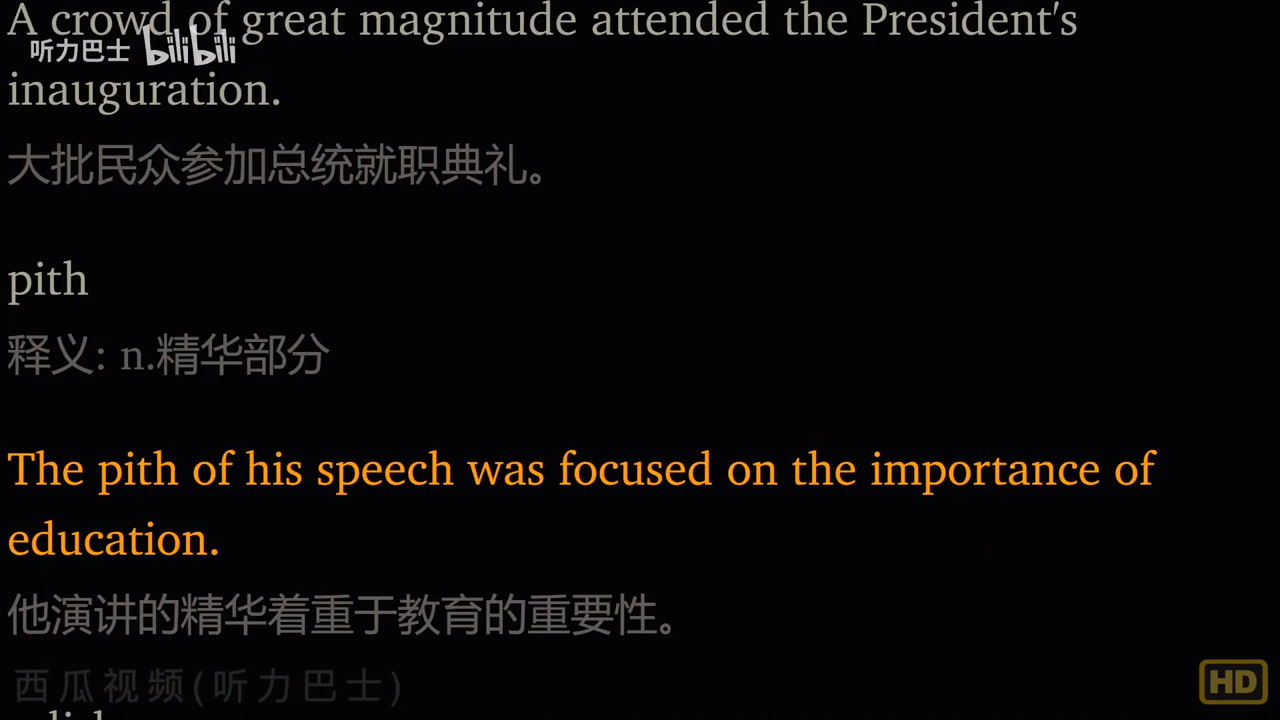 A crowd of great magnitude attended the President's
听力巴士 bilibili
inauguration.
大批民众参加总统就职典礼。
pith
释义: n.精华部分
The pith of his speech was focused on the importance of
education.
他演讲的精华着重于教育的重要性。
西瓜视频(听力巴士)
HD